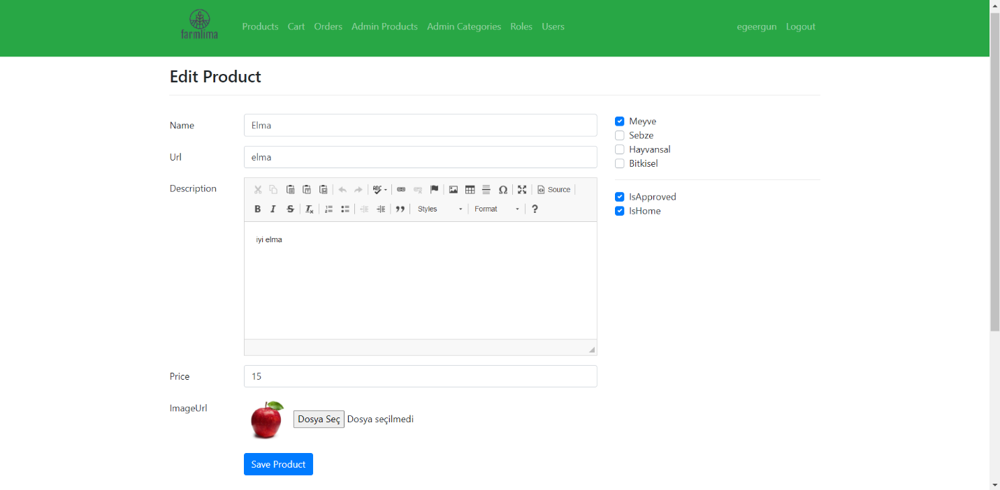 farmlima
Products Cart Orders Admin Products Admin Categories Roles Users egeergun Logout
Edit Product
Name Elma
Url elma
Description
ABC
Source
B I S Tx Styles Format ?
iyi elma
Price 15
ImageUrl Dosya Seç Dosya seçilmedi
Save Product
Meyve
Sebze
Hayvansal
Bitkisel
IsApproved
IsHome